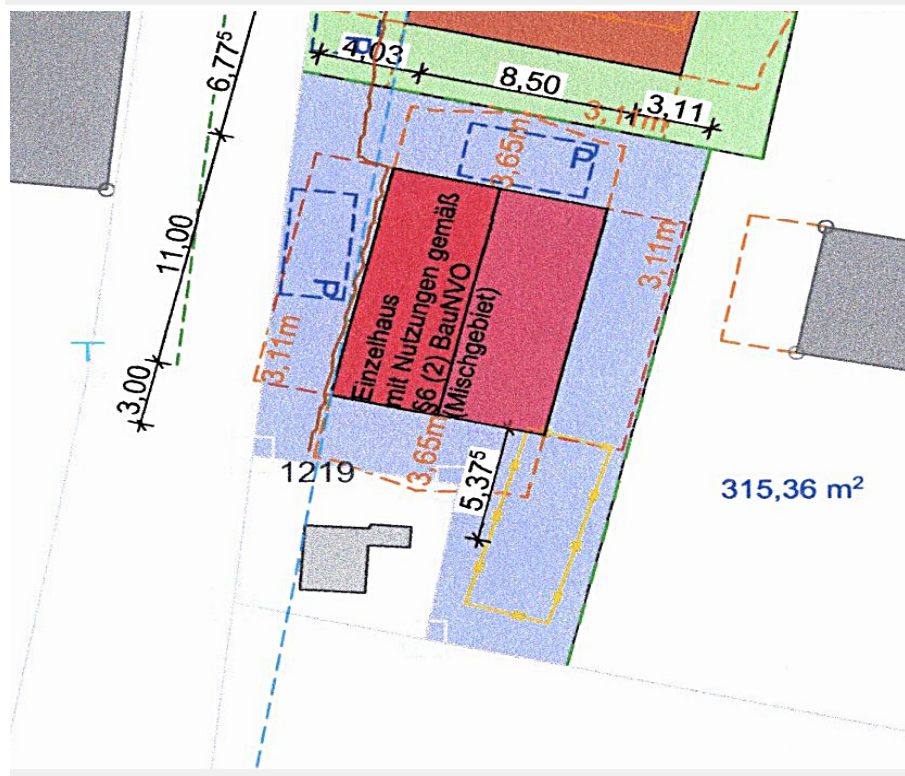 6,77⁵
P
4,03
8,50
3,11
3,11m
3,65m
P
11,00
P
3,11m
3,11m
Einzelhaus
mit Nutzungen gemäß
§6 (2) BauNVO
(Mischgebiet)
3,00
3,65m
5,37⁵
1219
315,36 m²